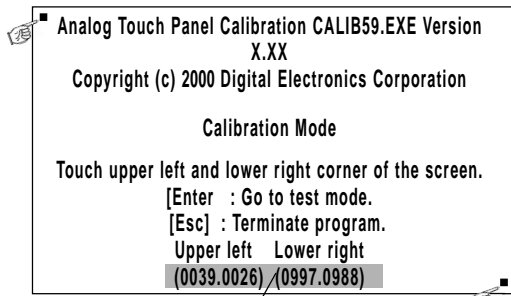 Analog Touch Panel Calibration CALIB59.EXE Version
X.XX
Copyright (c) 2000 Digital Electronics Corporation
Calibration Mode
Touch upper left and lower right corner of the screen.
[Enter : Go to test mode.
[Esc] : Terminate program.
Upper left Lower right
(0039.0026) (0997.0988)